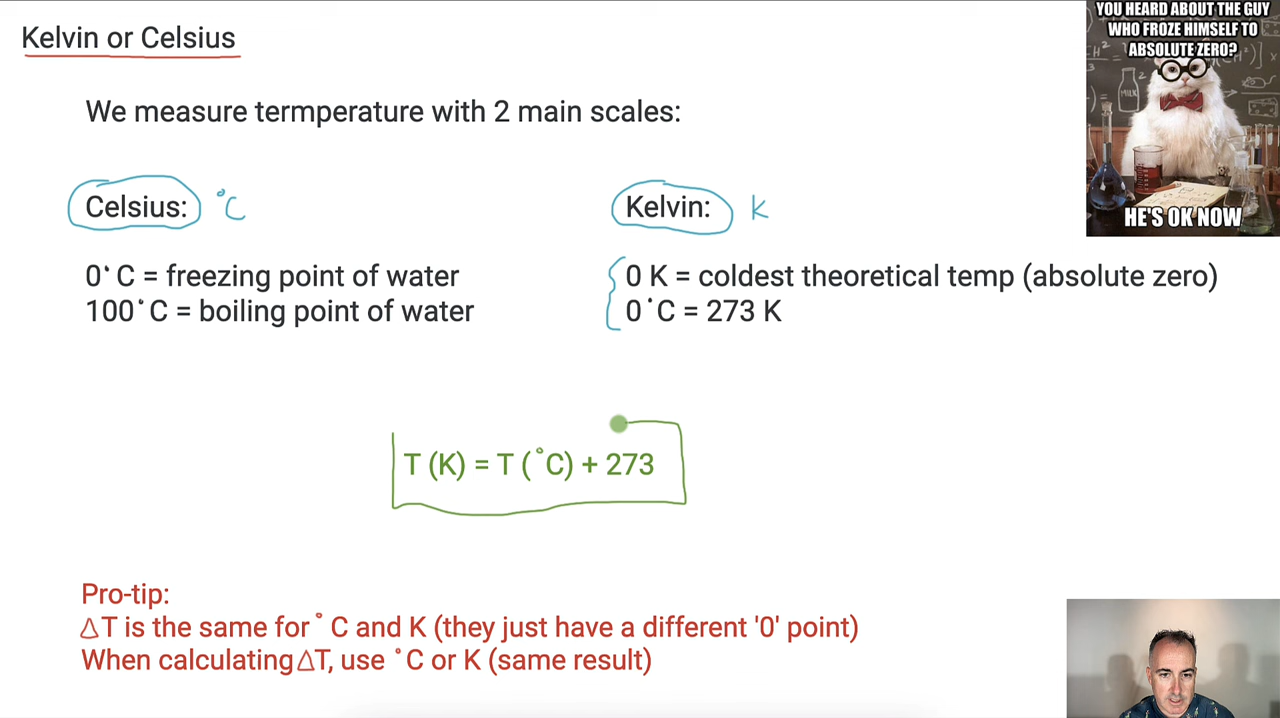 Kelvin or Celsius
YOU HEARD ABOUT THE GUY
WHO FROZE HIMSELF TO
ABSOLUTE ZERO?
MILK
HE'S OK NOW
We measure termperature with 2 main scales:
Celsius: °C
0°C = freezing point of water
100°C = boiling point of water
Kelvin: K
0 K = coldest theoretical temp (absolute zero)
0°C = 273 K
T (K) = T (°C) + 273
Pro-tip:
△T is the same for °C and K (they just have a different '0' point)
When calculating △T, use °C or K (same result)